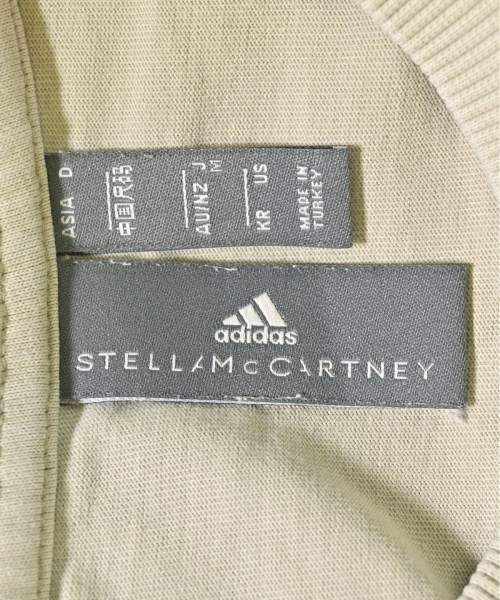 ASIA D
中国尺码
AU/NZ J
M
KR US
MADE IN
TURKEY
adidas
STELLAMcCARTNEY